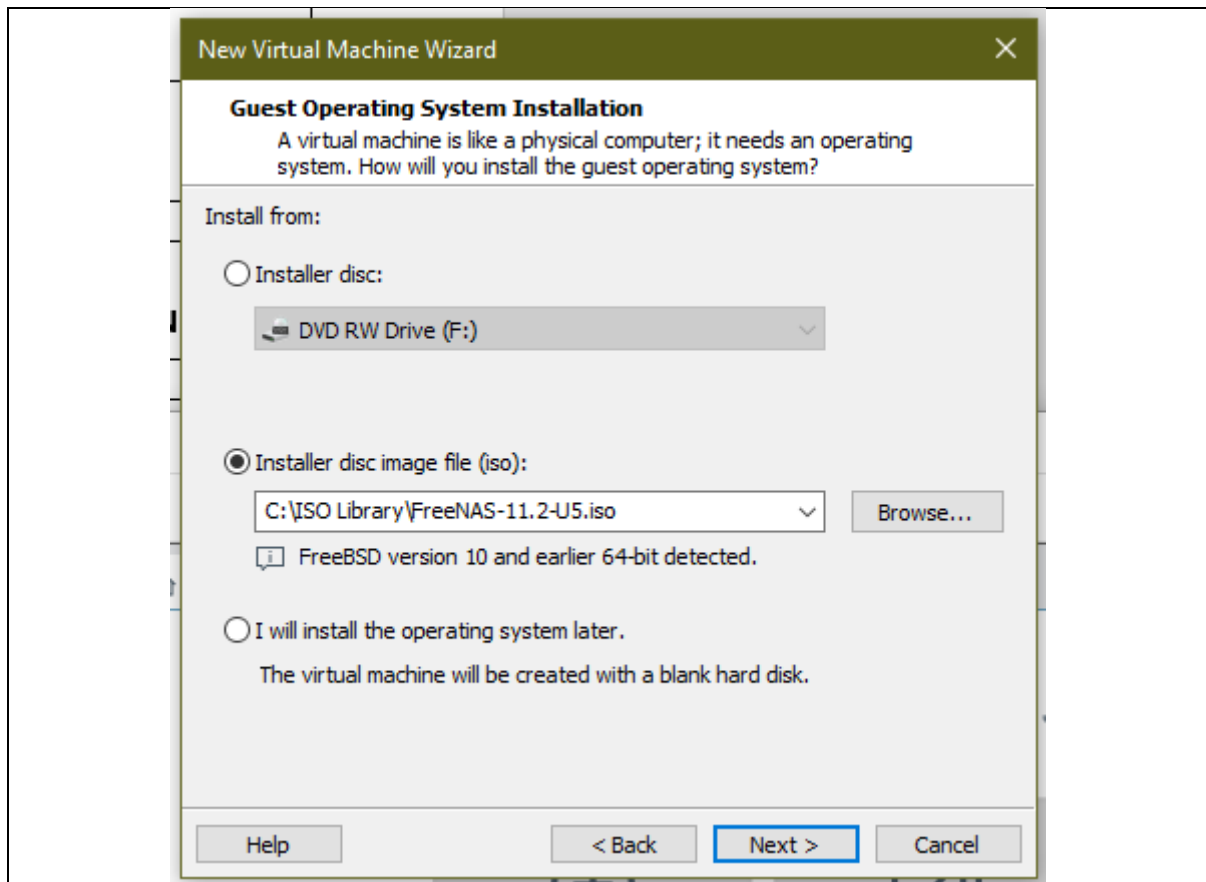 New Virtual Machine Wizard
Guest Operating System Installation
A virtual machine is like a physical computer; it needs an operating
system. How will you install the guest operating system?
Install from:
Installer disc:
DVD RW Drive (F:)
Installer disc image file (iso):
C:\ISO Library\FreeNAS-11.2-U5.iso
Browse...
FreeBSD version 10 and earlier 64-bit detected.
I will install the operating system later.
The virtual machine will be created with a blank hard disk.
Help
< Back
Next >
Cancel